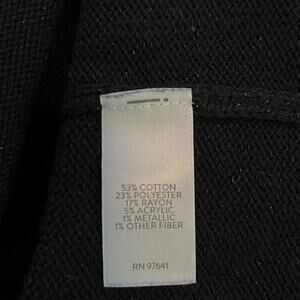 53% COTTON
23% POLYESTER
17% RAYON
5% ACRYLIC
1% METALLIC
1% OTHER FIBER
RN 97641